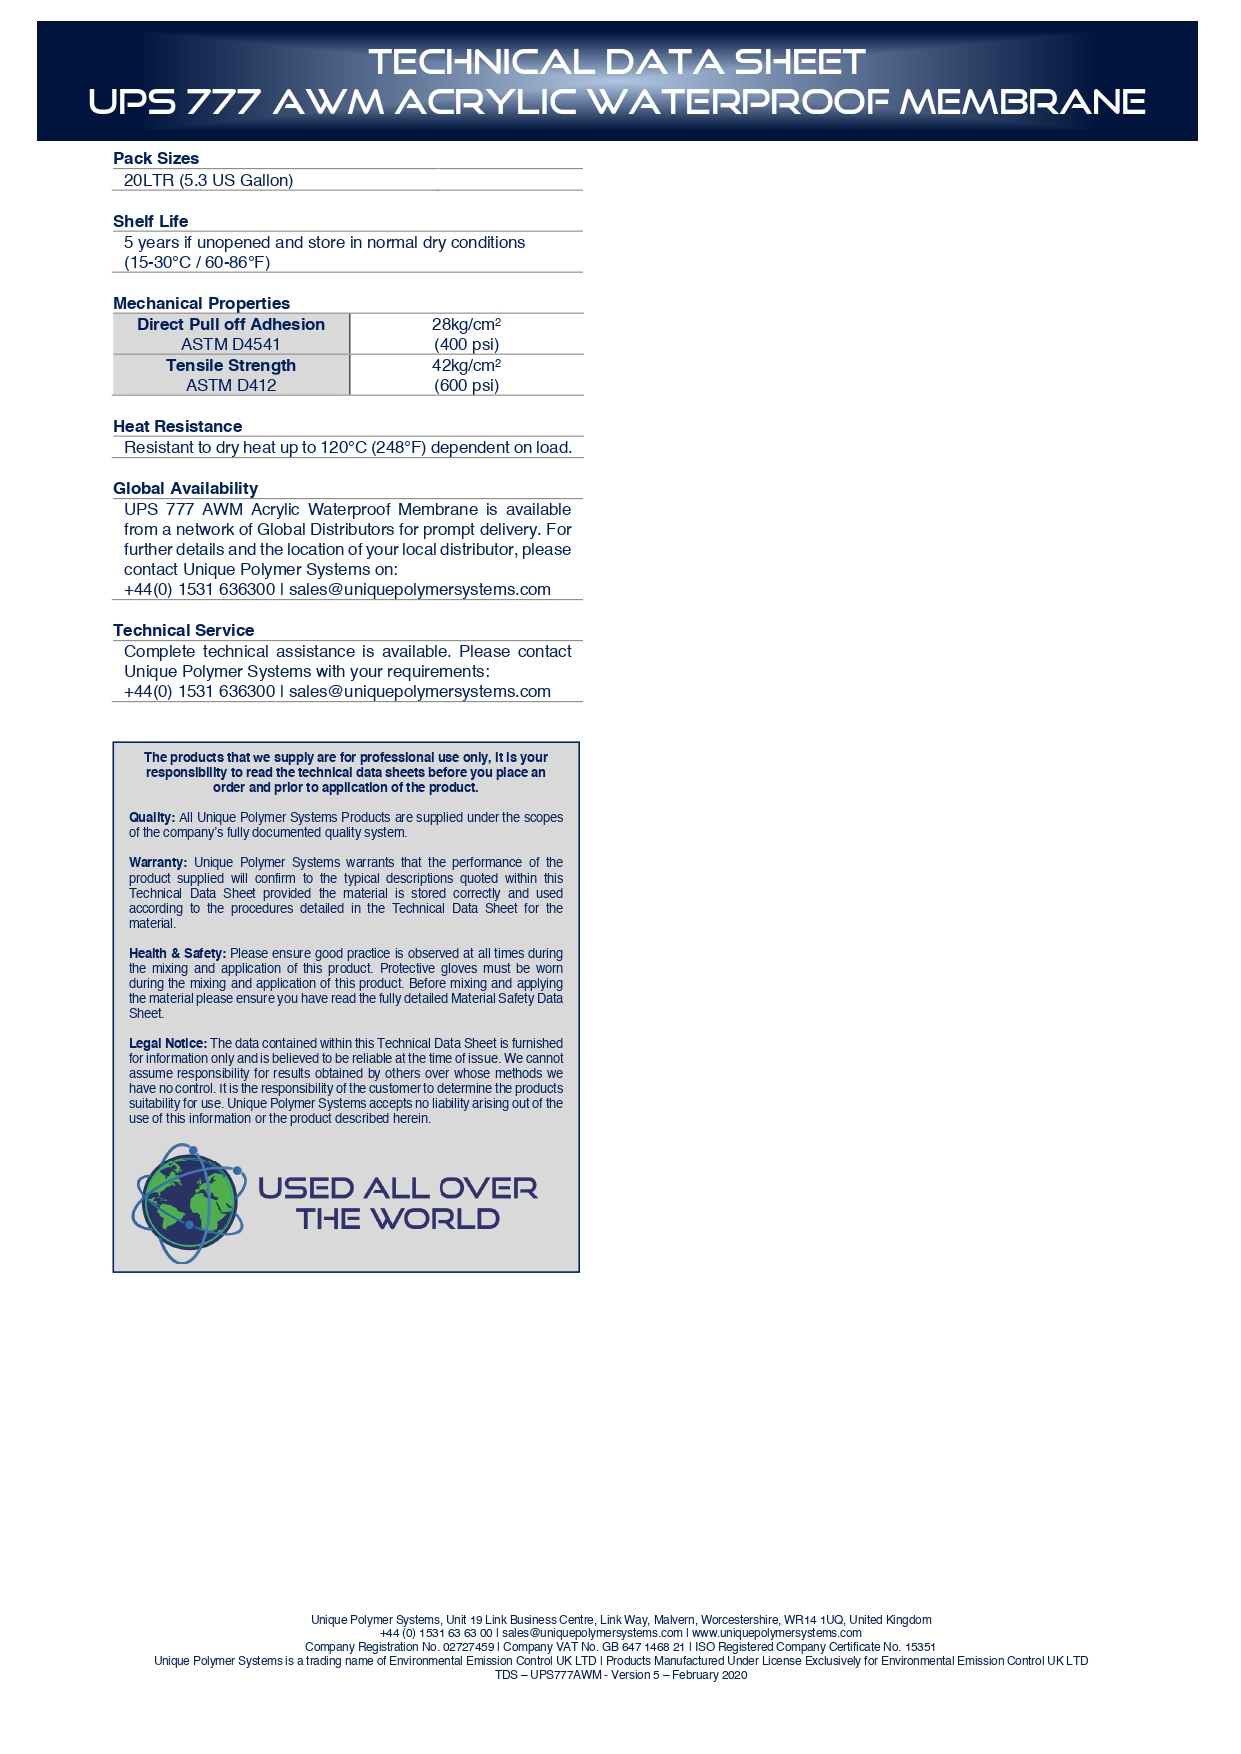 TECHNICAL DATA SHEET
UPS 777 AWM ACRYLIC WATERPROOF MEMBRANE
Pack Sizes
20LTR (5.3 US Gallon)
Shelf Life
5 years if unopened and store in normal dry conditions
(15-30°C / 60-86°F)
Mechanical Properties
Direct Pull off Adhesion 28kg/cm²
ASTM D4541 (400 psi)
Tensile Strength 42kg/cm²
ASTM D412 (600 psi)
Heat Resistance
Resistant to dry heat up to 120°C (248°F) dependent on load.
Global Availability
UPS 777 AWM Acrylic Waterproof Membrane is available
from a network of Global Distributors for prompt delivery. For
further details and the location of your local distributor, please
contact Unique Polymer Systems on:
+44(0) 1531 636300 | sales@uniquepolymersystems.com
Technical Service
Complete technical assistance is available. Please contact
Unique Polymer Systems with your requirements:
+44(0) 1531 636300 | sales@uniquepolymersystems.com
The products that we supply are for professional use only, it is your
responsibility to read the technical data sheets before you place an
order and prior to application of the product.
Quality: All Unique Polymer Systems Products are supplied under the scopes
of the company's fully documented quality system.
Warranty: Unique Polymer Systems warrants that the performance of the
product supplied will confirm to the typical descriptions quoted within this
Technical Data Sheet provided the material is stored correctly and used
according to the procedures detailed in the Technical Data Sheet for the
material.
Health & Safety: Please ensure good practice is observed at all times during
the mixing and application of this product. Protective gloves must be worn
during the mixing and application of this product. Before mixing and applying
the material please ensure you have read the fully detailed Material Safety Data
Sheet.
Legal Notice: The data contained within this Technical Data Sheet is furnished
for information only and is believed to be reliable at the time of issue. We cannot
assume responsibility for results obtained by others over whose methods we
have no control. It is the responsibility of the customer to determine the products
suitability for use. Unique Polymer Systems accepts no liability arising out of the
use of this information or the product described herein.
USED ALL OVER
THE WORLD
Unique Polymer Systems, Unit 19 Link Business Centre, Link Way, Malvern, Worcestershire, WR14 1UQ, United Kingdom
+44 (0) 1531 63 63 00 | sales@uniquepolymersystems.com | www.uniquepolymersystems.com
Company Registration No. 02727459 | Company VAT No. GB 647 1468 21 | ISO Registered Company Certificate No. 15351
Unique Polymer Systems is a trading name of Environmental Emission Control UK LTD | Products Manufactured Under License Exclusively for Environmental Emission Control UK LTD
TDS – UPS777AWM - Version 5 – February 2020